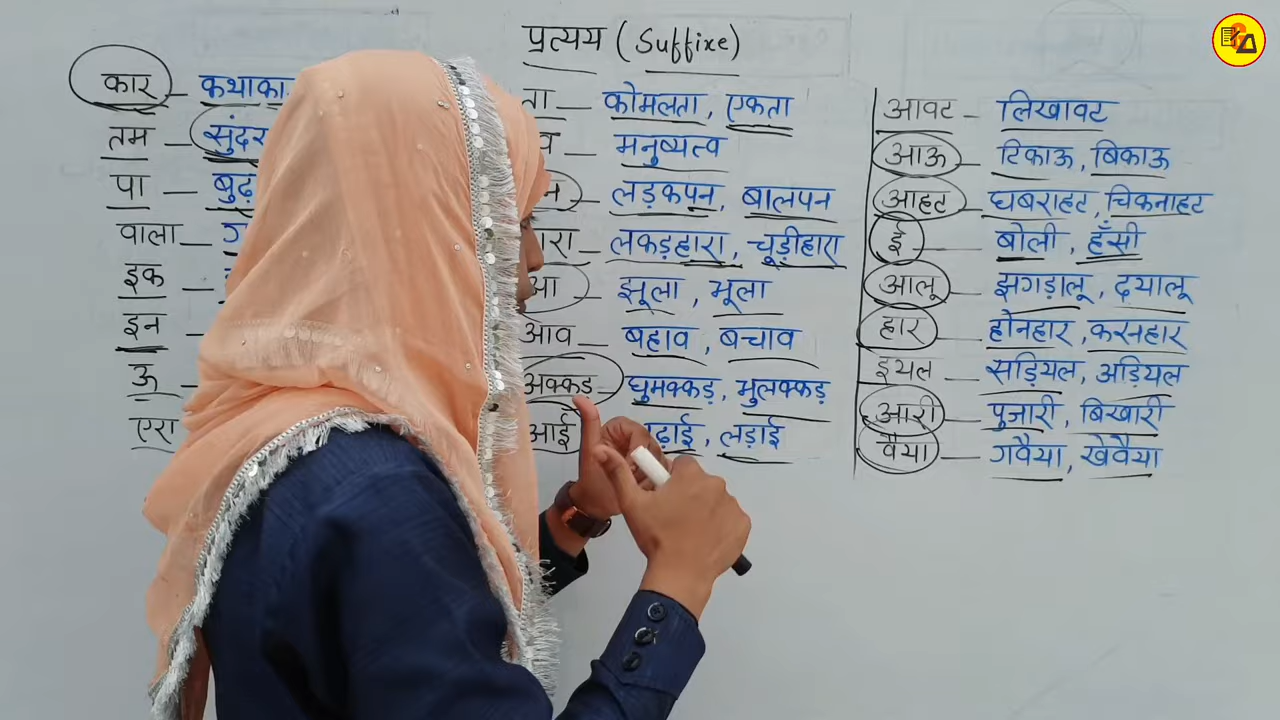 प्रत्यय (Suffixe)
कार – कथाका
तम – सुंदर
पा – बुढ़
वाला –
इक –
इन –
ऊ –
एरा
ता – कोमलता, एकता
– मनुष्यत्व
– लड़कपन, बालपन
– लकड़हारा, चूड़ीहारा
आ – झूला, भूला
आव – बहाव, बचाव
अक्कड़ – घुमक्कड़, भुलक्कड़
आई – लड़ाई
आवट – लिखावट
आऊ – टिकाऊ, बिकाऊ
आहट – घबराहट, चिकनाहट
ई – बोली, हँसी
आलू – झगड़ालू, दयालू
हार – होनहार, करनहार
इयल – सड़ियल, अड़ियल
आरी – पुजारी, बिखारी
वैया – गवैया, खेवैया